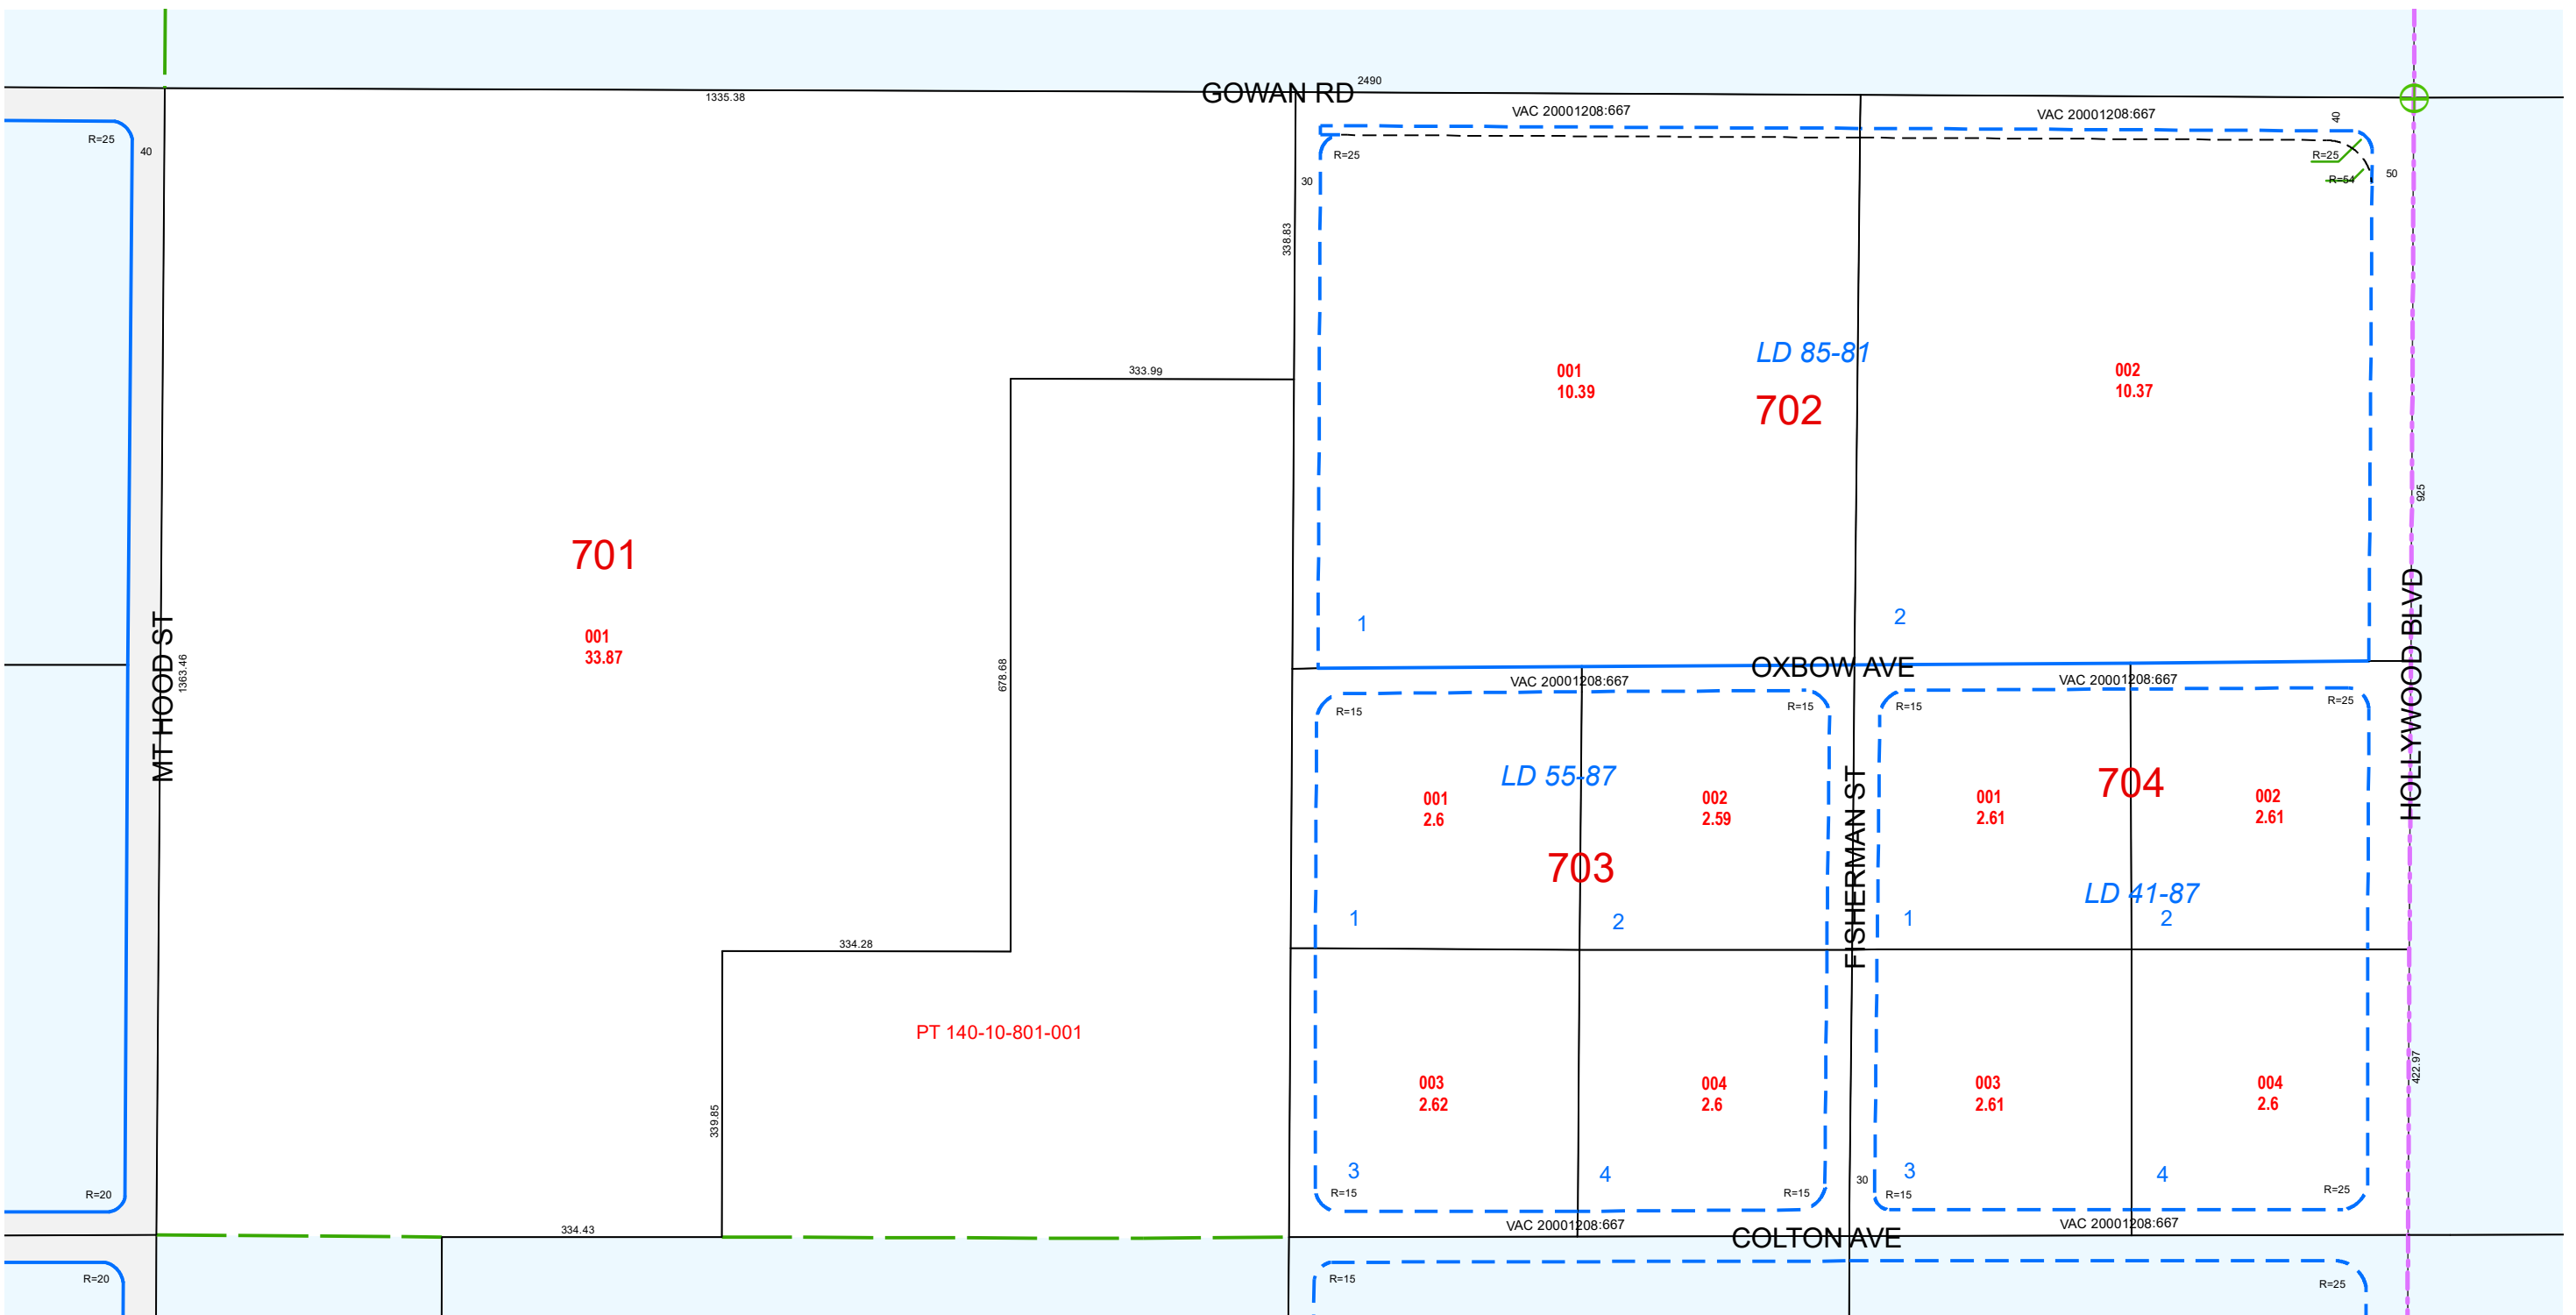 2490
GOWAN RD
1335.38
VAC 20001208:667
VAC 20001208:667
40
R=25
40
R=25
R=25
R=54
50
30
338.83
LD 85-81
001
10.39
702
002
10.37
333.99
925
701
001
33.87
1
2
MT HOOD ST
1363.46
678.68
OXBOW AVE
HOLLYWOOD BLVD
VAC 20001208:667
VAC 20001208:667
R=15
R=15
R=15
R=25
LD 55-87
001
2.6
002
2.59
703
1
2
FISHERMAN ST
704
001
2.61
002
2.61
LD 41-87
1
2
334.28
PT 140-10-801-001
339.85
003
2.62
004
2.6
003
2.61
004
2.6
422.97
3
4
30
3
4
R=20
R=15
R=15
R=15
R=25
334.43
VAC 20001208:667
VAC 20001208:667
COLTON AVE
R=20
R=15
R=25